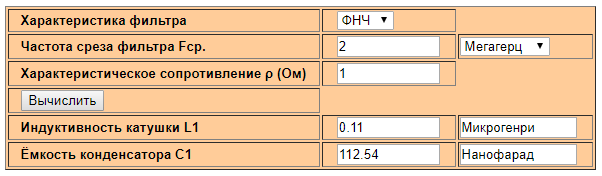 Характеристика фильтра ФНЧ
Частота среза фильтра Fср. 2 Мегагерц
Характеристическое сопротивление ρ (Ом) 1
Вычислить
Индуктивность катушки L1 0.11 Микрогенри
Ёмкость конденсатора C1 112.54 Нанофарад